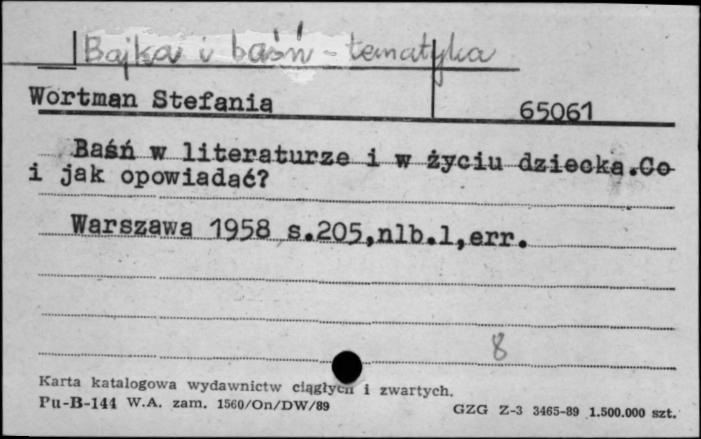 Bajka i baśń - tematyka
Wortman Stefania 65061
Baśń w literaturze i w życiu dziecka.Co
i jak opowiadać?
Warszawa 1958 s.205,nlb.1,err.
8
Karta katalogowa wydawnictw ciągłych i zwartych.
Pu-B-144 W.A. zam. 1560/On/DW/89 GZG Z-3 3465-89 1.500.000 szt.